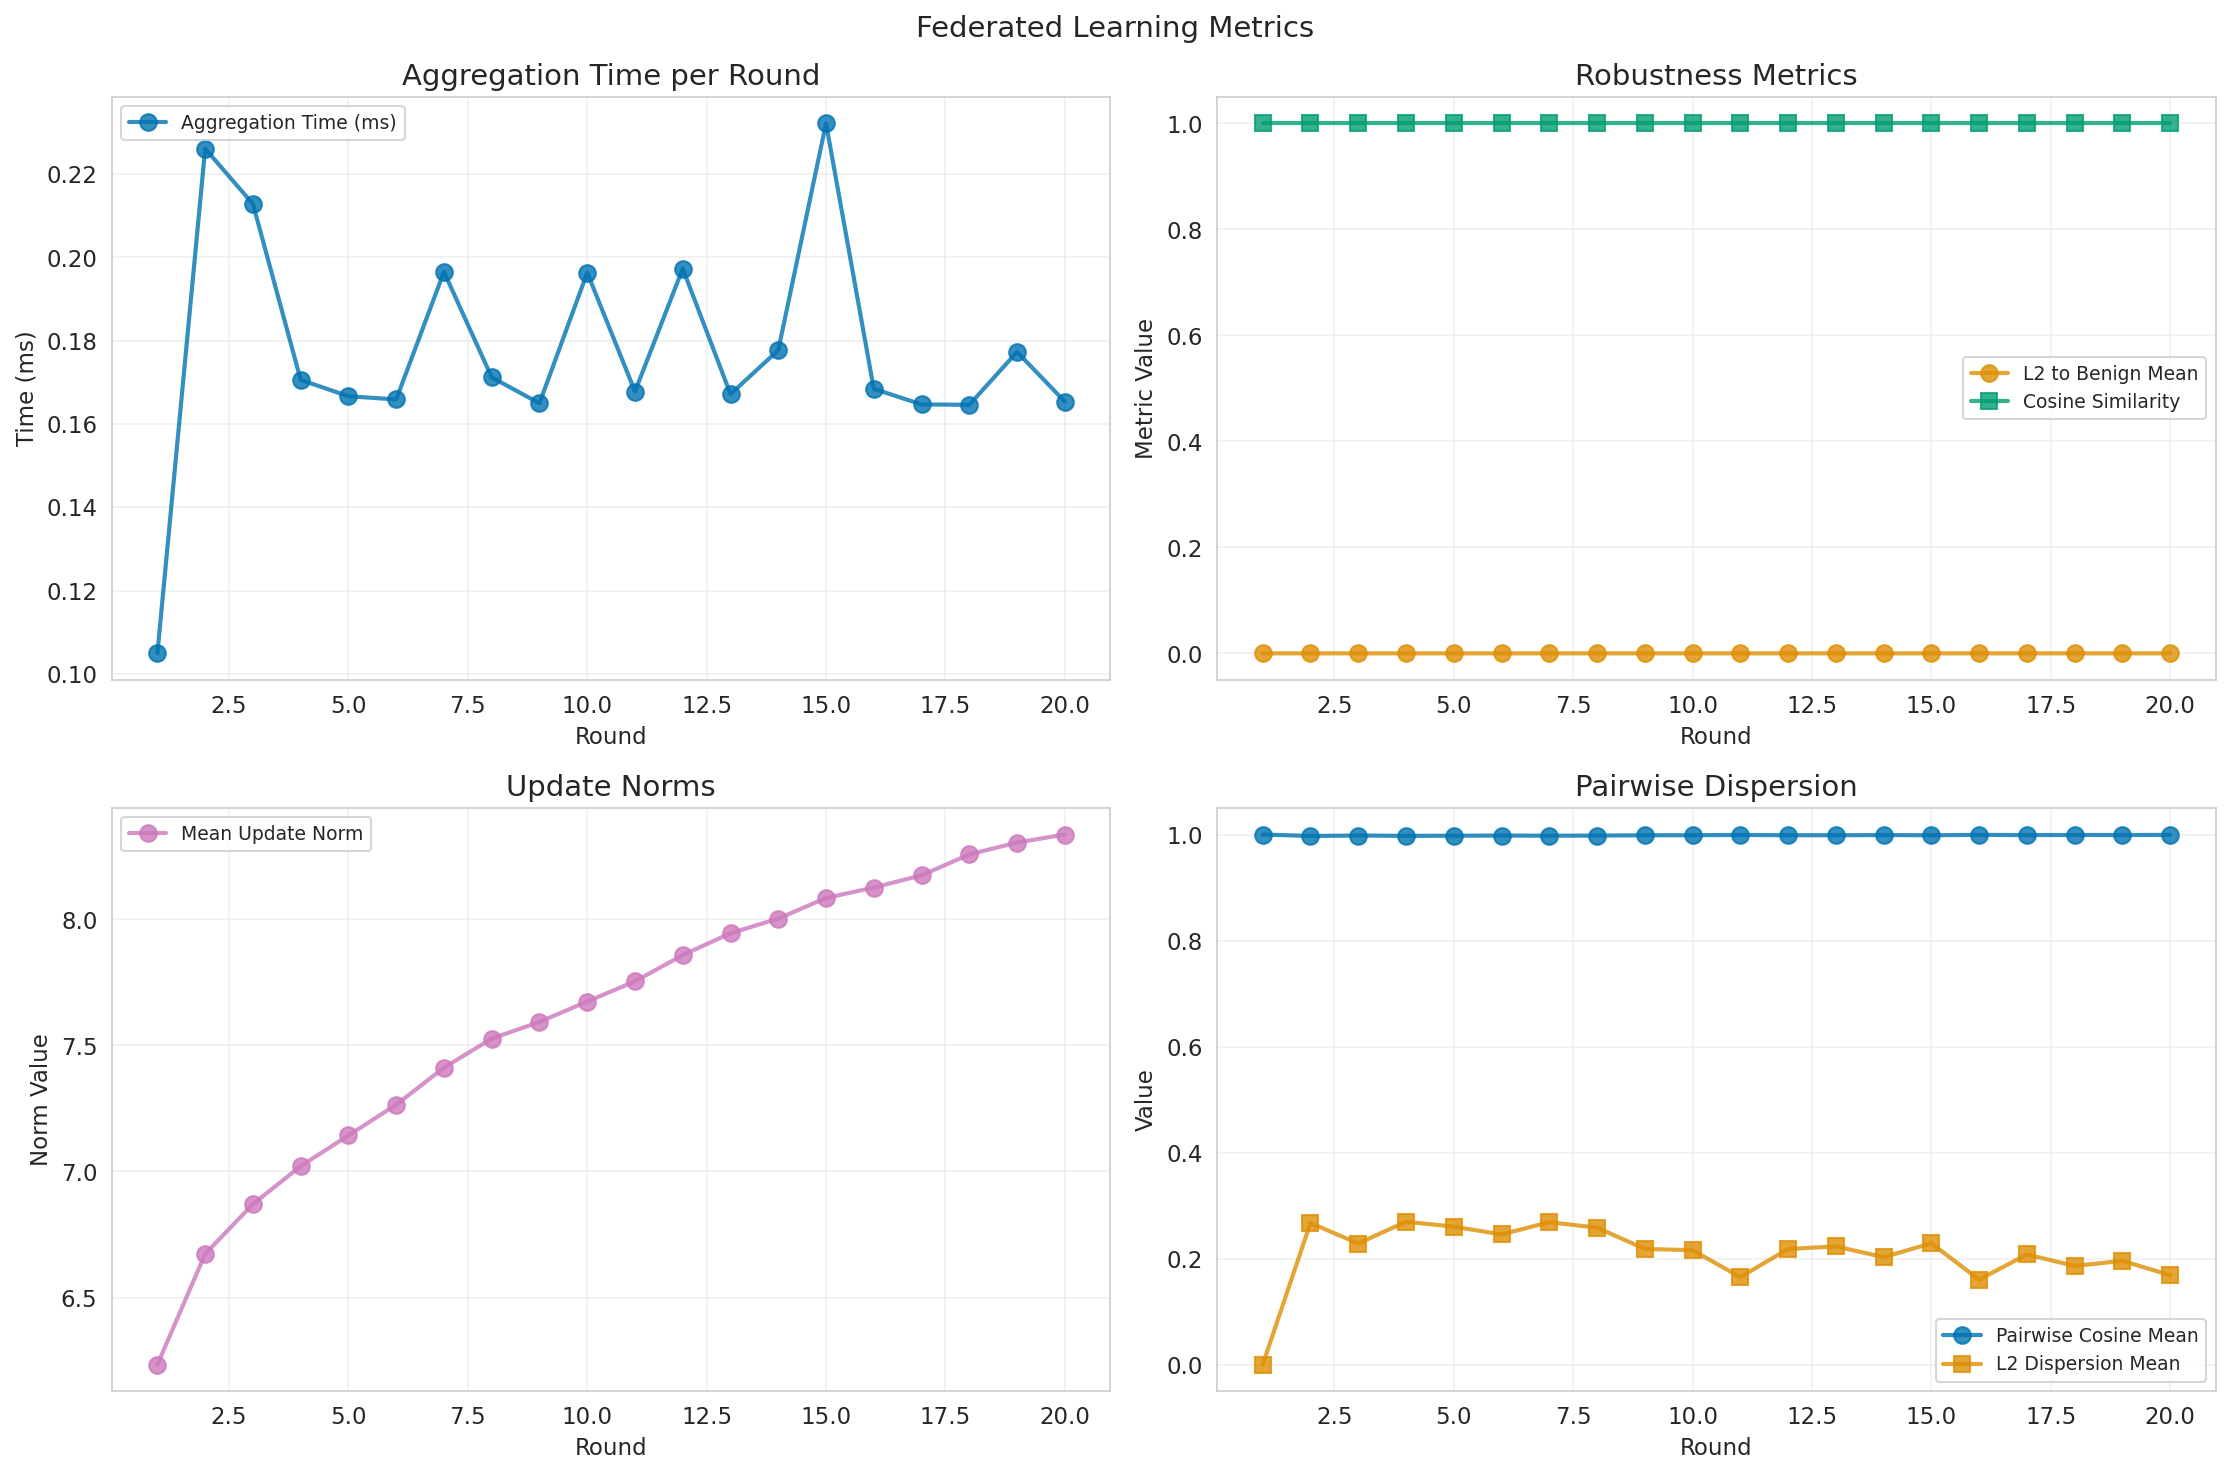 Federated Learning Metrics
Aggregation Time per Round
Aggregation Time (ms)
Time (ms)
0.22
0.20
0.18
0.16
0.14
0.12
0.10
2.5 5.0 7.5 10.0 12.5 15.0 17.5 20.0
Round
Robustness Metrics
Metric Value
1.0
0.8
0.6
0.4
0.2
0.0
L2 to Benign Mean
Cosine Similarity
2.5 5.0 7.5 10.0 12.5 15.0 17.5 20.0
Round
Update Norms
Mean Update Norm
Norm Value
8.0
7.5
7.0
6.5
2.5 5.0 7.5 10.0 12.5 15.0 17.5 20.0
Round
Pairwise Dispersion
Value
1.0
0.8
0.6
0.4
0.2
0.0
Pairwise Cosine Mean
L2 Dispersion Mean
2.5 5.0 7.5 10.0 12.5 15.0 17.5 20.0
Round